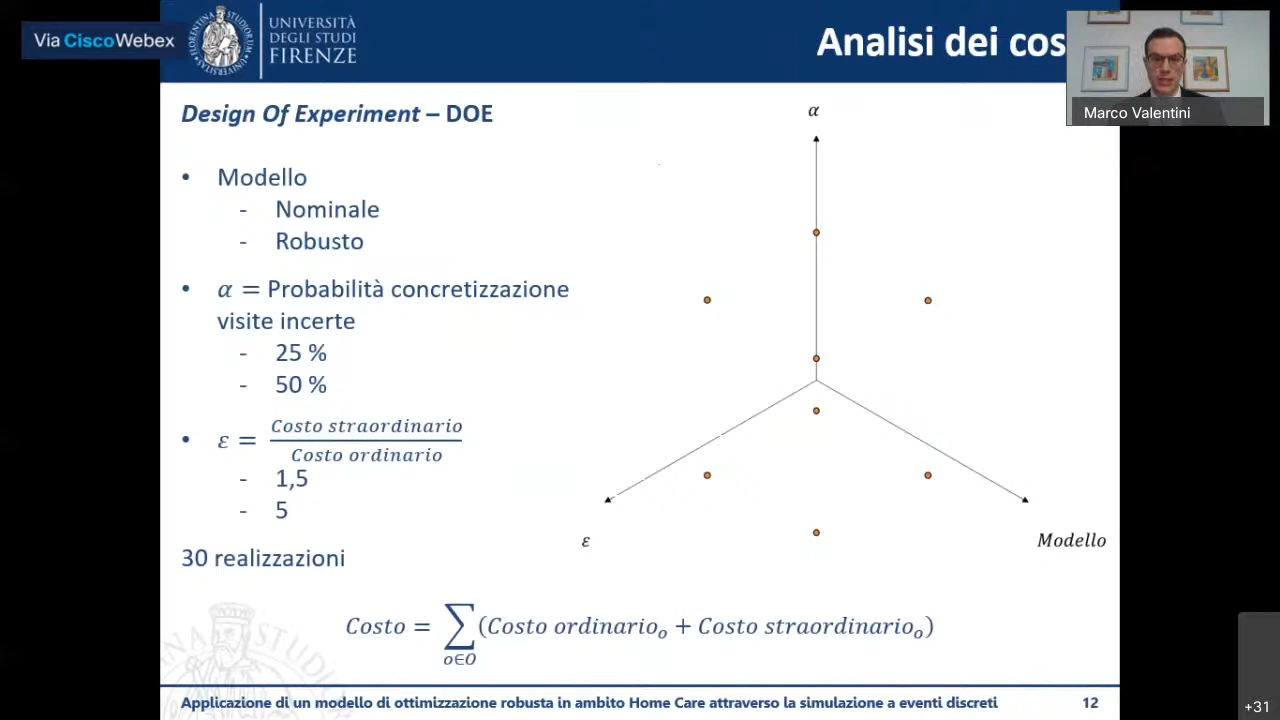 Via Cisco Webex
UNIVERSITÀ
DEGLI STUDI
FIRENZE
Analisi dei cos
Marco Valentini
Design Of Experiment – DOE
• Modello
- Nominale
- Robusto
• α = Probabilità concretizzazione
visite incerte
- 25 %
- 50 %
• ε = Costo straordinario
Costo ordinario
- 1,5
- 5
30 realizzazioni
α
ε
Modello
Costo = ∑ (Costo ordinario_o + Costo straordinario_o)
o∈O
Applicazione di un modello di ottimizzazione robusta in ambito Home Care attraverso la simulazione a eventi discreti
12
+31